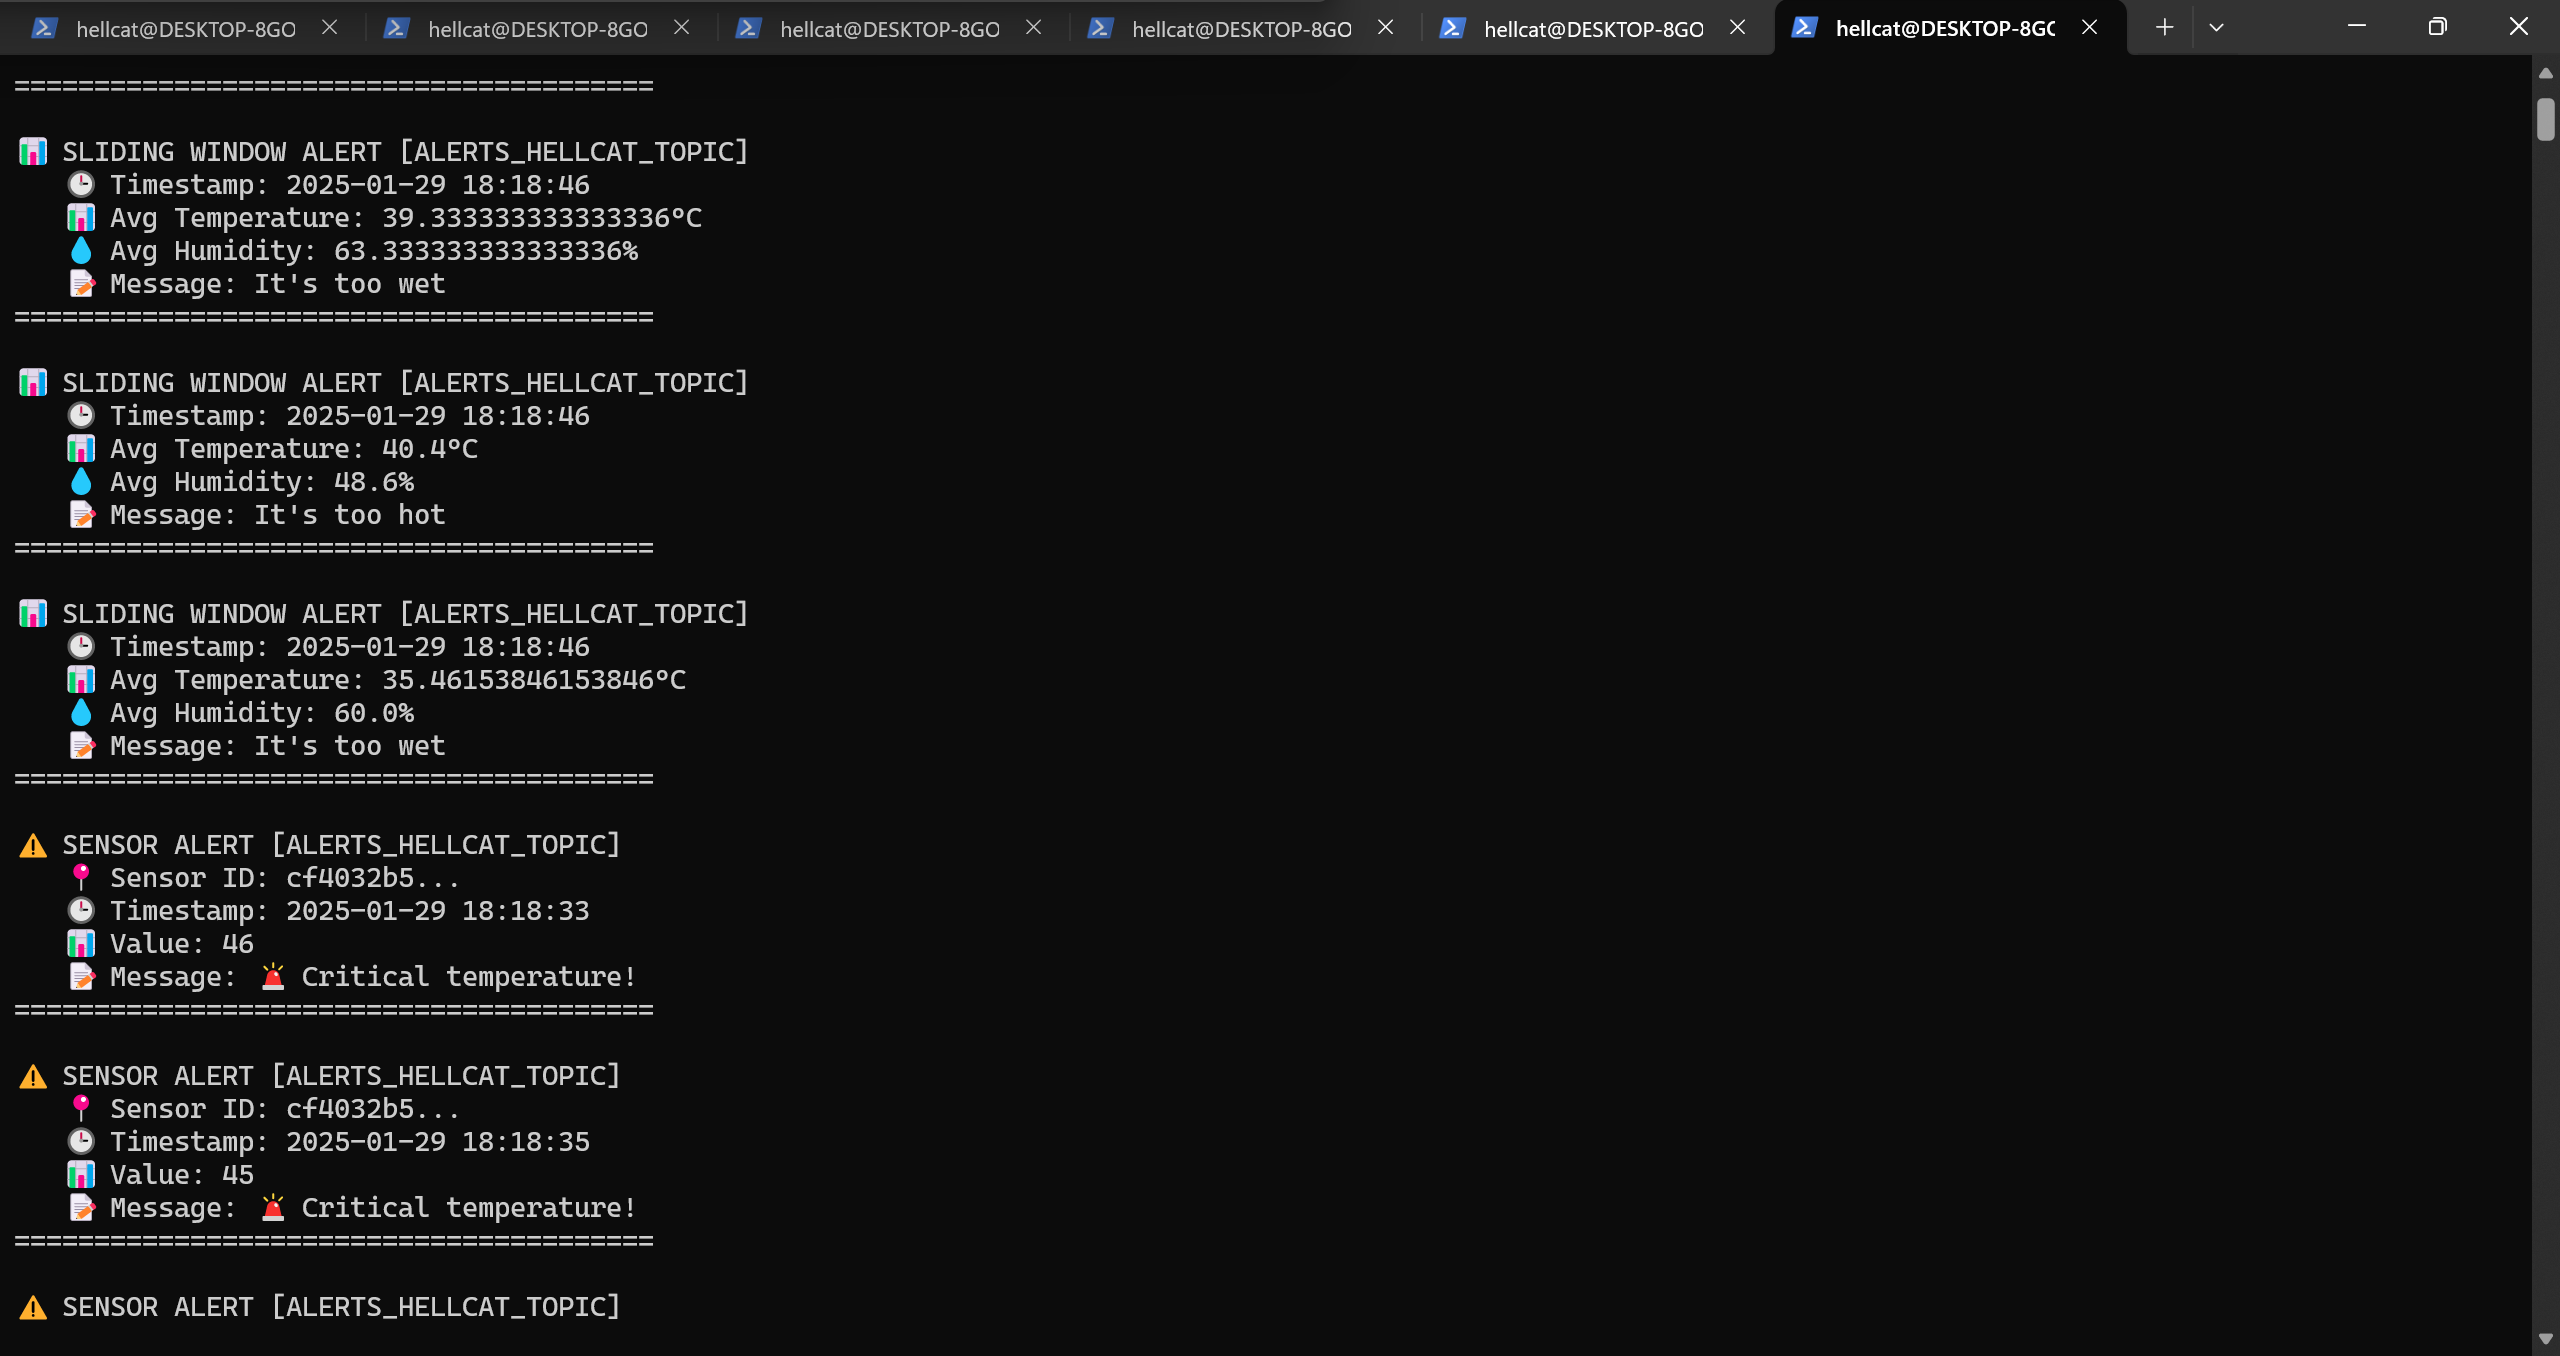 hellcat@DESKTOP-8GO hellcat@DESKTOP-8GO hellcat@DESKTOP-8GO hellcat@DESKTOP-8GO hellcat@DESKTOP-8GO hellcat@DESKTOP-8GC
========================================
📊 SLIDING WINDOW ALERT [ALERTS_HELLCAT_TOPIC]
🕒 Timestamp: 2025-01-29 18:18:46
📊 Avg Temperature: 39.333333333333336°C
💧 Avg Humidity: 63.333333333333336%
📝 Message: It's too wet
========================================
📊 SLIDING WINDOW ALERT [ALERTS_HELLCAT_TOPIC]
🕒 Timestamp: 2025-01-29 18:18:46
📊 Avg Temperature: 40.4°C
💧 Avg Humidity: 48.6%
📝 Message: It's too hot
========================================
📊 SLIDING WINDOW ALERT [ALERTS_HELLCAT_TOPIC]
🕒 Timestamp: 2025-01-29 18:18:46
📊 Avg Temperature: 35.46153846153846°C
💧 Avg Humidity: 60.0%
📝 Message: It's too wet
========================================
⚠️ SENSOR ALERT [ALERTS_HELLCAT_TOPIC]
📍 Sensor ID: cf4032b5...
🕒 Timestamp: 2025-01-29 18:18:33
📊 Value: 46
📝 Message: 🚨 Critical temperature!
========================================
⚠️ SENSOR ALERT [ALERTS_HELLCAT_TOPIC]
📍 Sensor ID: cf4032b5...
🕒 Timestamp: 2025-01-29 18:18:35
📊 Value: 45
📝 Message: 🚨 Critical temperature!
========================================
⚠️ SENSOR ALERT [ALERTS_HELLCAT_TOPIC]